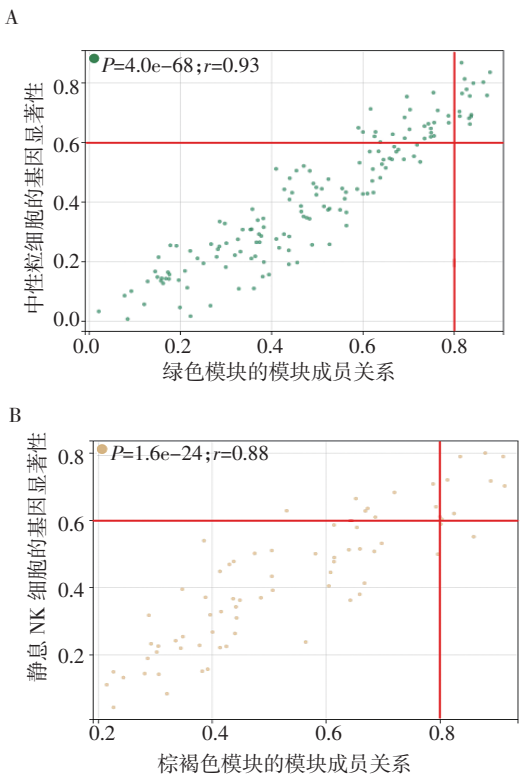 A
P=4.0e−68;r=0.93
中性粒细胞的基因显著性
0.8
0.6
0.4
0.2
0.0
0.0 0.2 0.4 0.6 0.8
绿色模块的模块成员关系
B
P=1.6e−24;r=0.88
静息 NK 细胞的基因显著性
0.8
0.6
0.4
0.2
0.2 0.4 0.6 0.8
棕褐色模块的模块成员关系